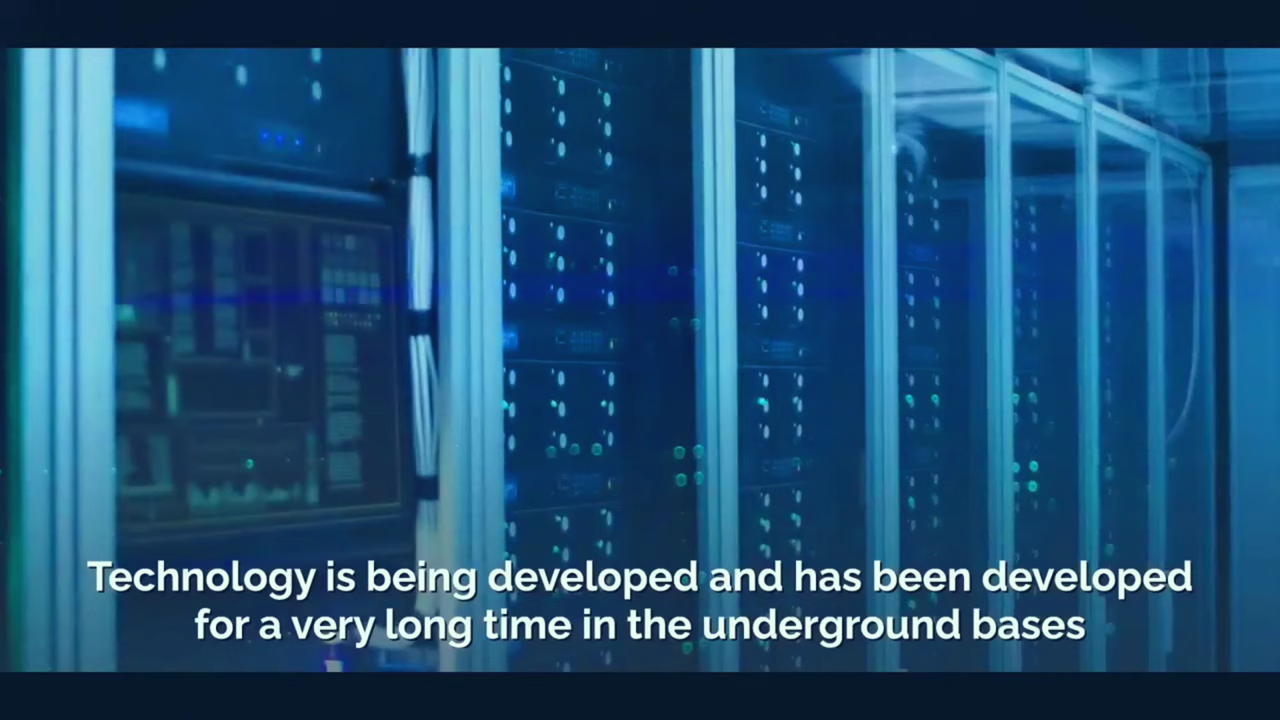 Technology is being developed and has been developed
for a very long time in the underground bases